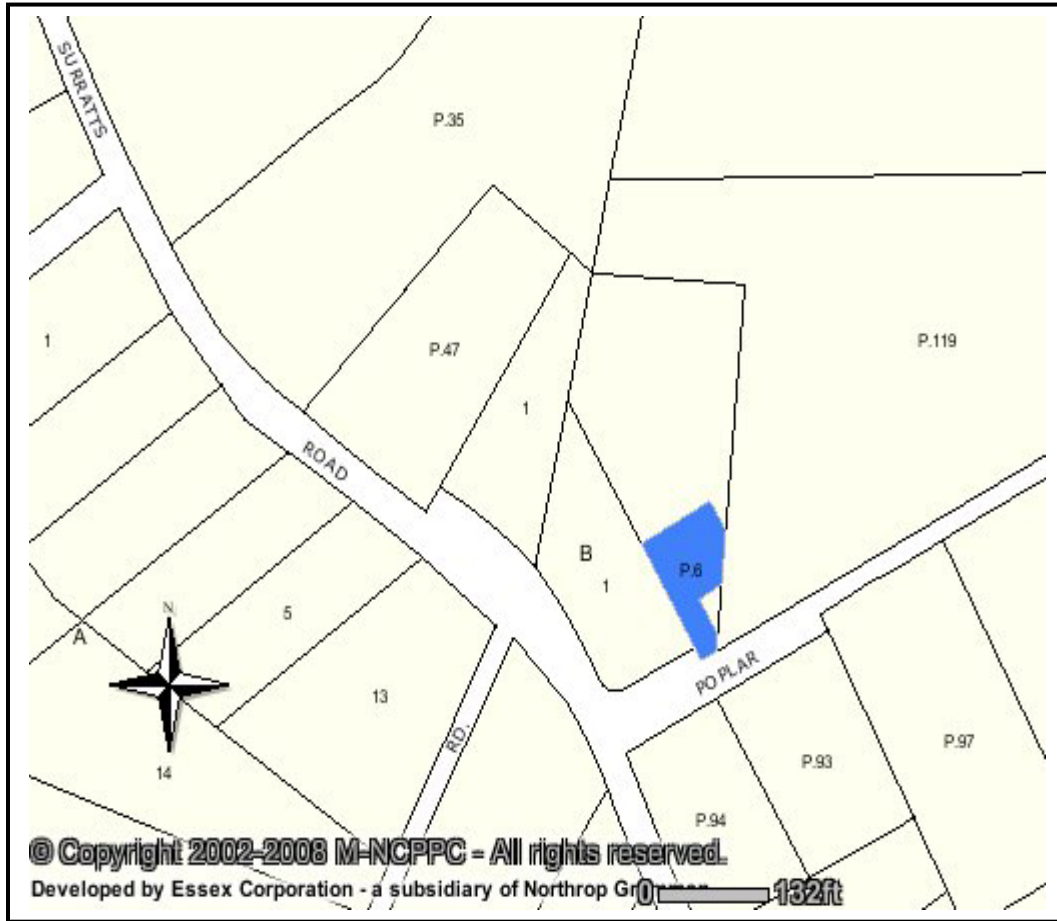 SURRATTS
P.35
1
P.47
P.119
1
ROAD
B
P.6
1
N
A
5
POPLAR
13
RD.
P.97
P.93
14
P.94
© Copyright 2002-2008 M-NCPPC - All rights reserved.
Developed by Essex Corporation - a subsidiary of Northrop 0 132ft